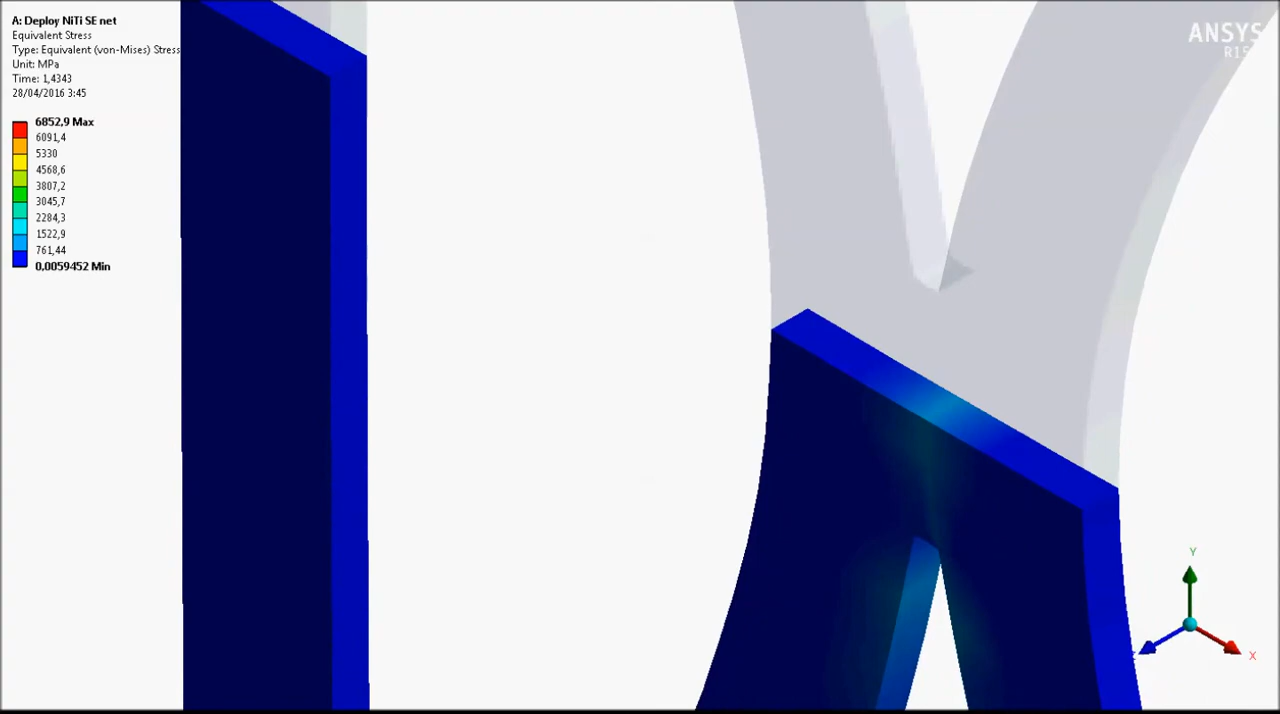 A: Deploy NiTi SE net
Equivalent Stress
Type: Equivalent (von-Mises) Stress
Unit: MPa
Time: 1,4343
28/04/2016 3:45
6852,9 Max
6091,4
5330
4568,6
3807,2
3045,7
2284,3
1522,9
761,44
0,0059452 Min
ANSYS
R15
Y
X